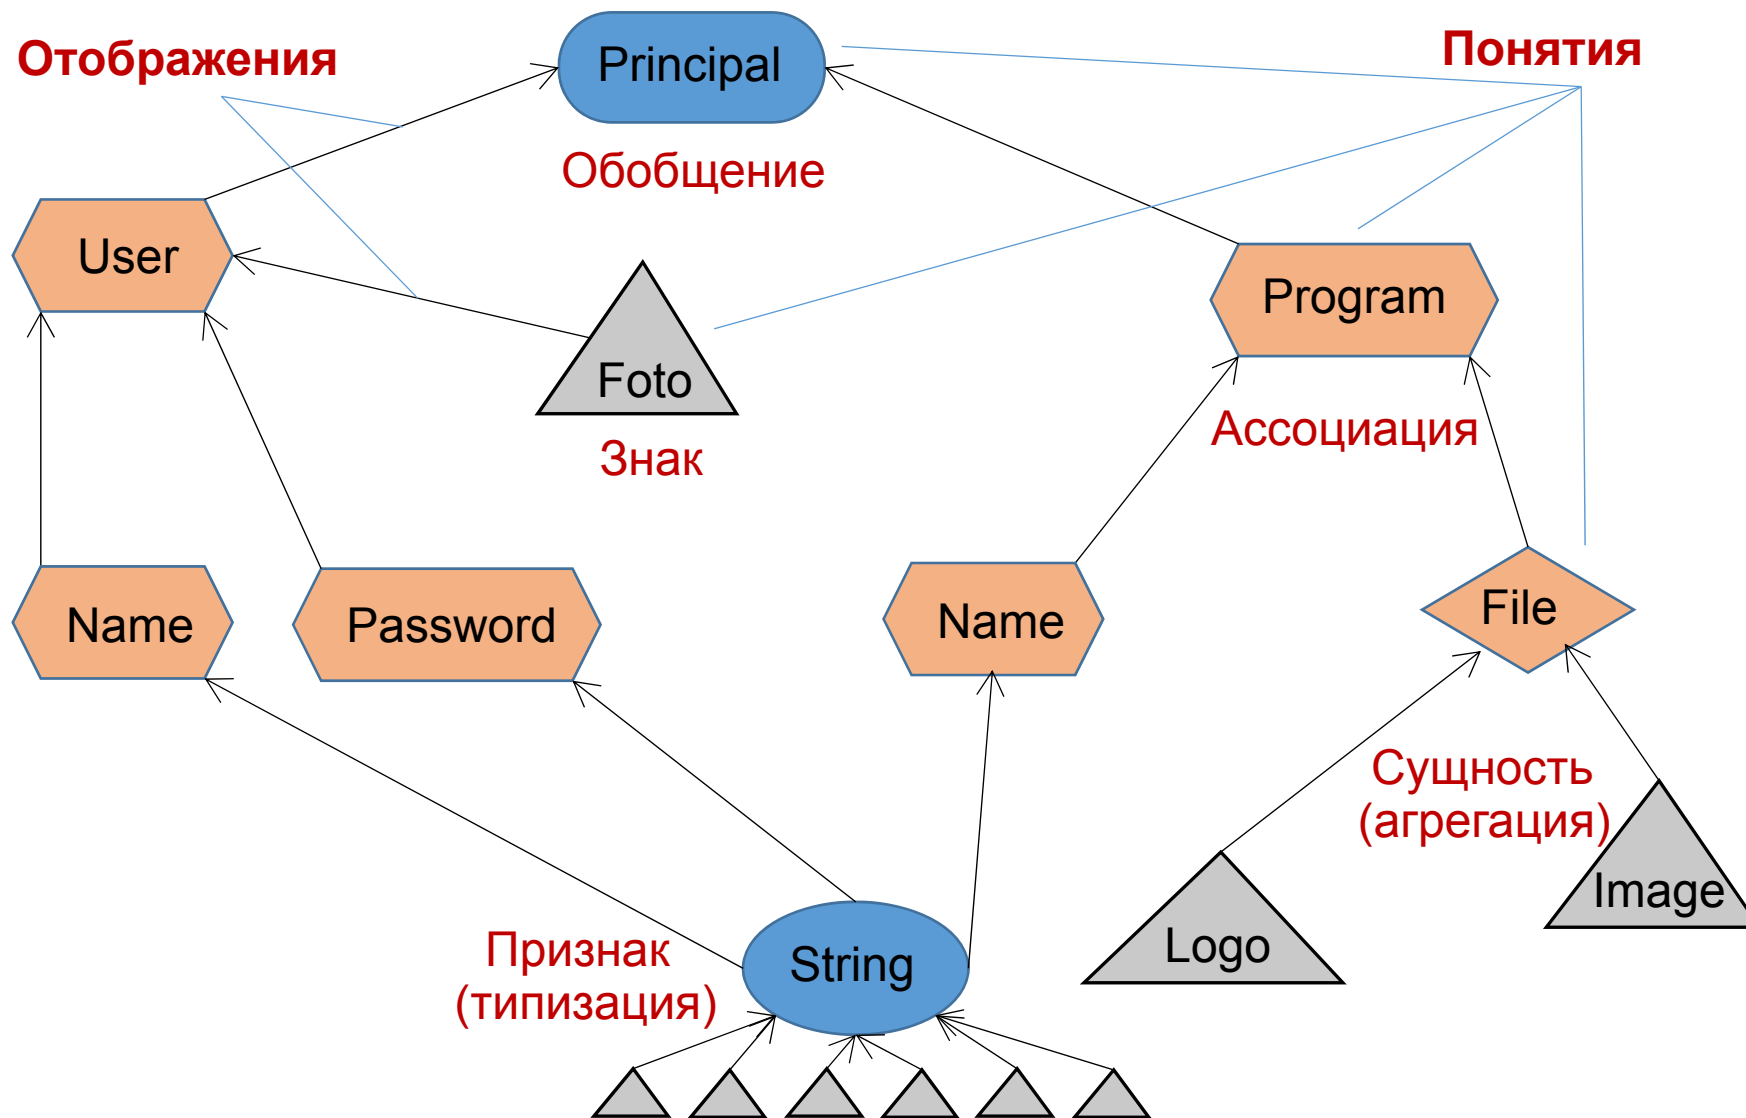 Отображения
Principal
Понятия
Обобщение
User
Foto
Program
Знак
Ассоциация
Name
Password
Name
File
Сущность
(агрегация)
Image
Logo
Признак
(типизация)
String